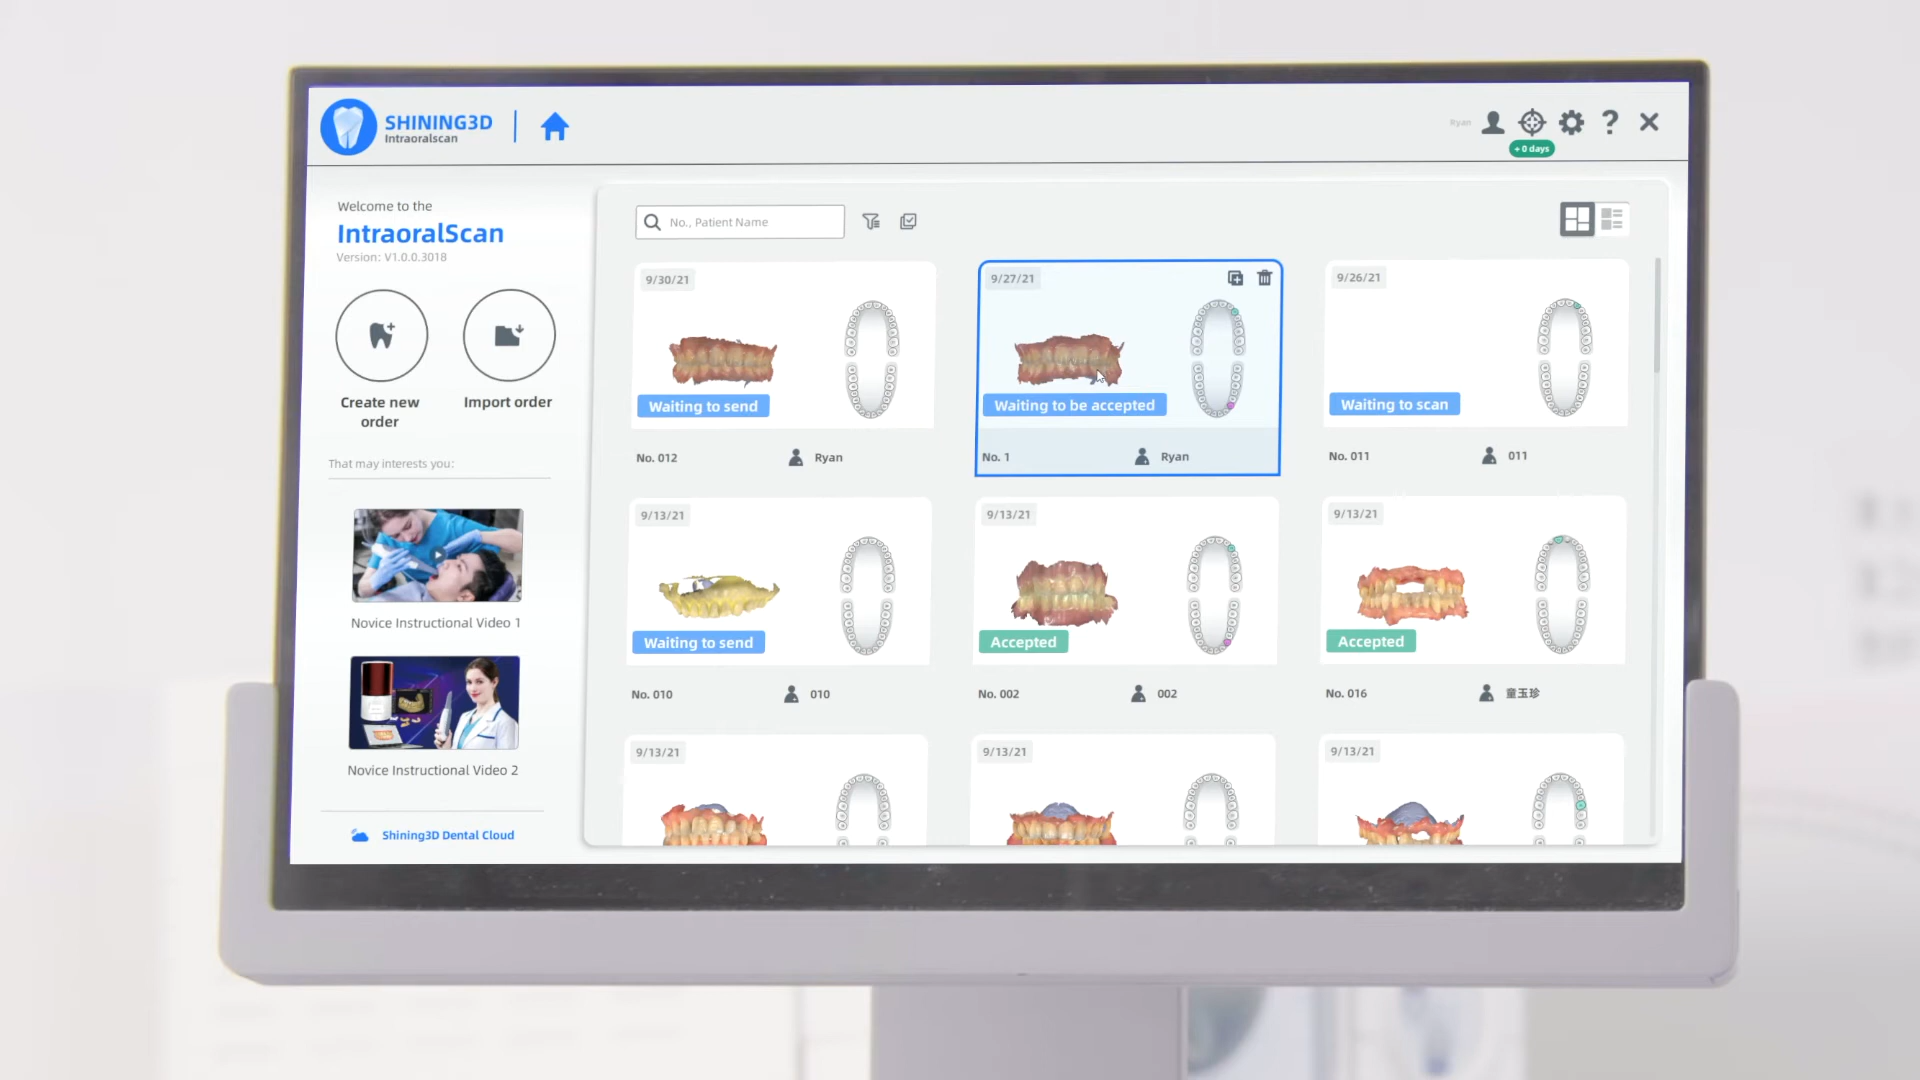 SHINING3D
Intraoralscan
Ryan
+0 days
Welcome to the
IntraoralScan
Version: V1.0.0.3018
Create new
order
Import order
That may interests you:
Novice Instructional Video 1
Novice Instructional Video 2
Shining3D Dental Cloud
No., Patient Name
9/30/21
Waiting to send
No. 012
Ryan
9/27/21
Waiting to be accepted
No. 1
Ryan
9/26/21
Waiting to scan
No. 011
011
9/13/21
Waiting to send
No. 010
010
9/13/21
Accepted
No. 002
002
9/13/21
Accepted
No. 016
童玉珍
9/13/21
9/13/21
9/13/21